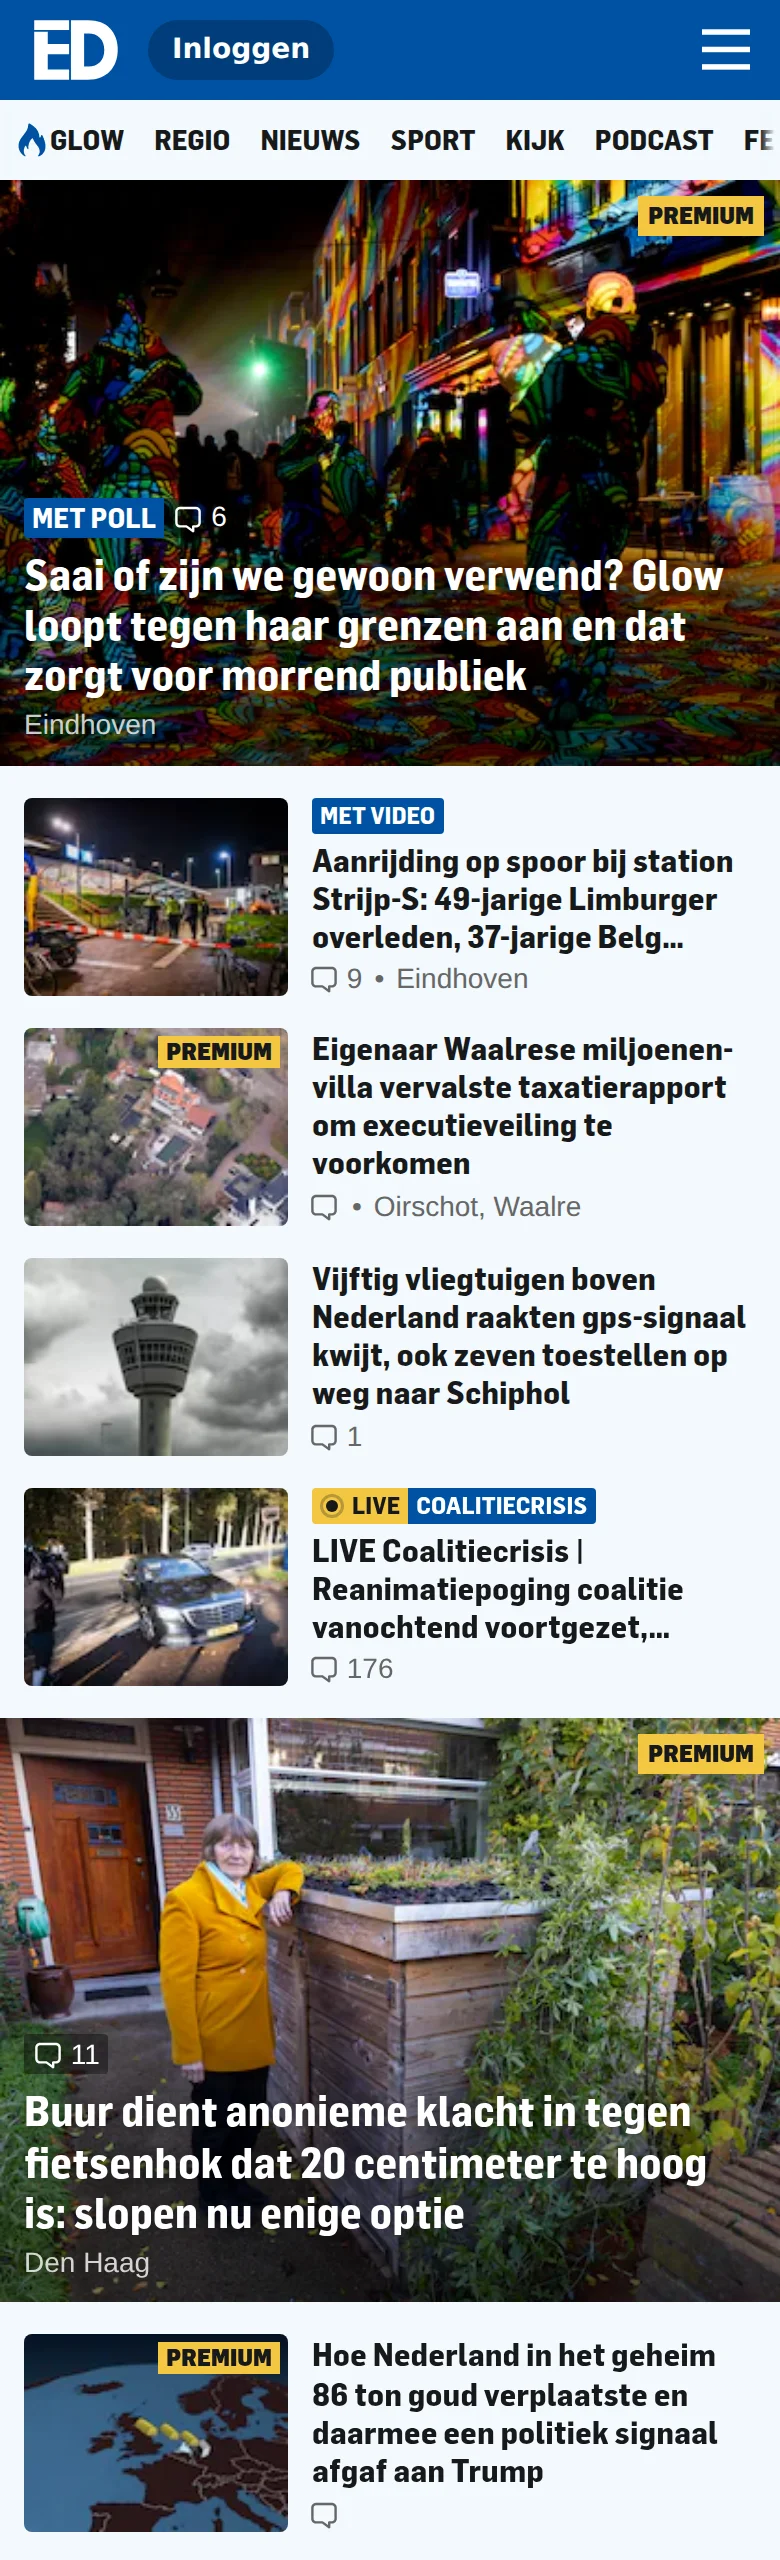 ED Inloggen
GLOW REGIO NIEUWS SPORT KIJK PODCAST FE
PREMIUM
MET POLL 6
Saai of zijn we gewoon verwend? Glow
loopt tegen haar grenzen aan en dat
zorgt voor morrend publiek
Eindhoven
MET VIDEO
Aanrijding op spoor bij station
Strijp-S: 49-jarige Limburger
overleden, 37-jarige Belg...
9 • Eindhoven
PREMIUM
Eigenaar Waalrese miljoenen-
villa vervalste taxatierapport
om executieveiling te
voorkomen
• Oirschot, Waalre
Vijftig vliegtuigen boven
Nederland raakten gps-signaal
kwijt, ook zeven toestellen op
weg naar Schiphol
1
LIVE COALITIECRISIS
LIVE Coalitiecrisis |
Reanimatiepoging coalitie
vanochtend voortgezet,...
176
PREMIUM
11
Buur dient anonieme klacht in tegen
fietsenhok dat 20 centimeter te hoog
is: slopen nu enige optie
Den Haag
PREMIUM
Hoe Nederland in het geheim
86 ton goud verplaatste en
daarmee een politiek signaal
afgaf aan Trump